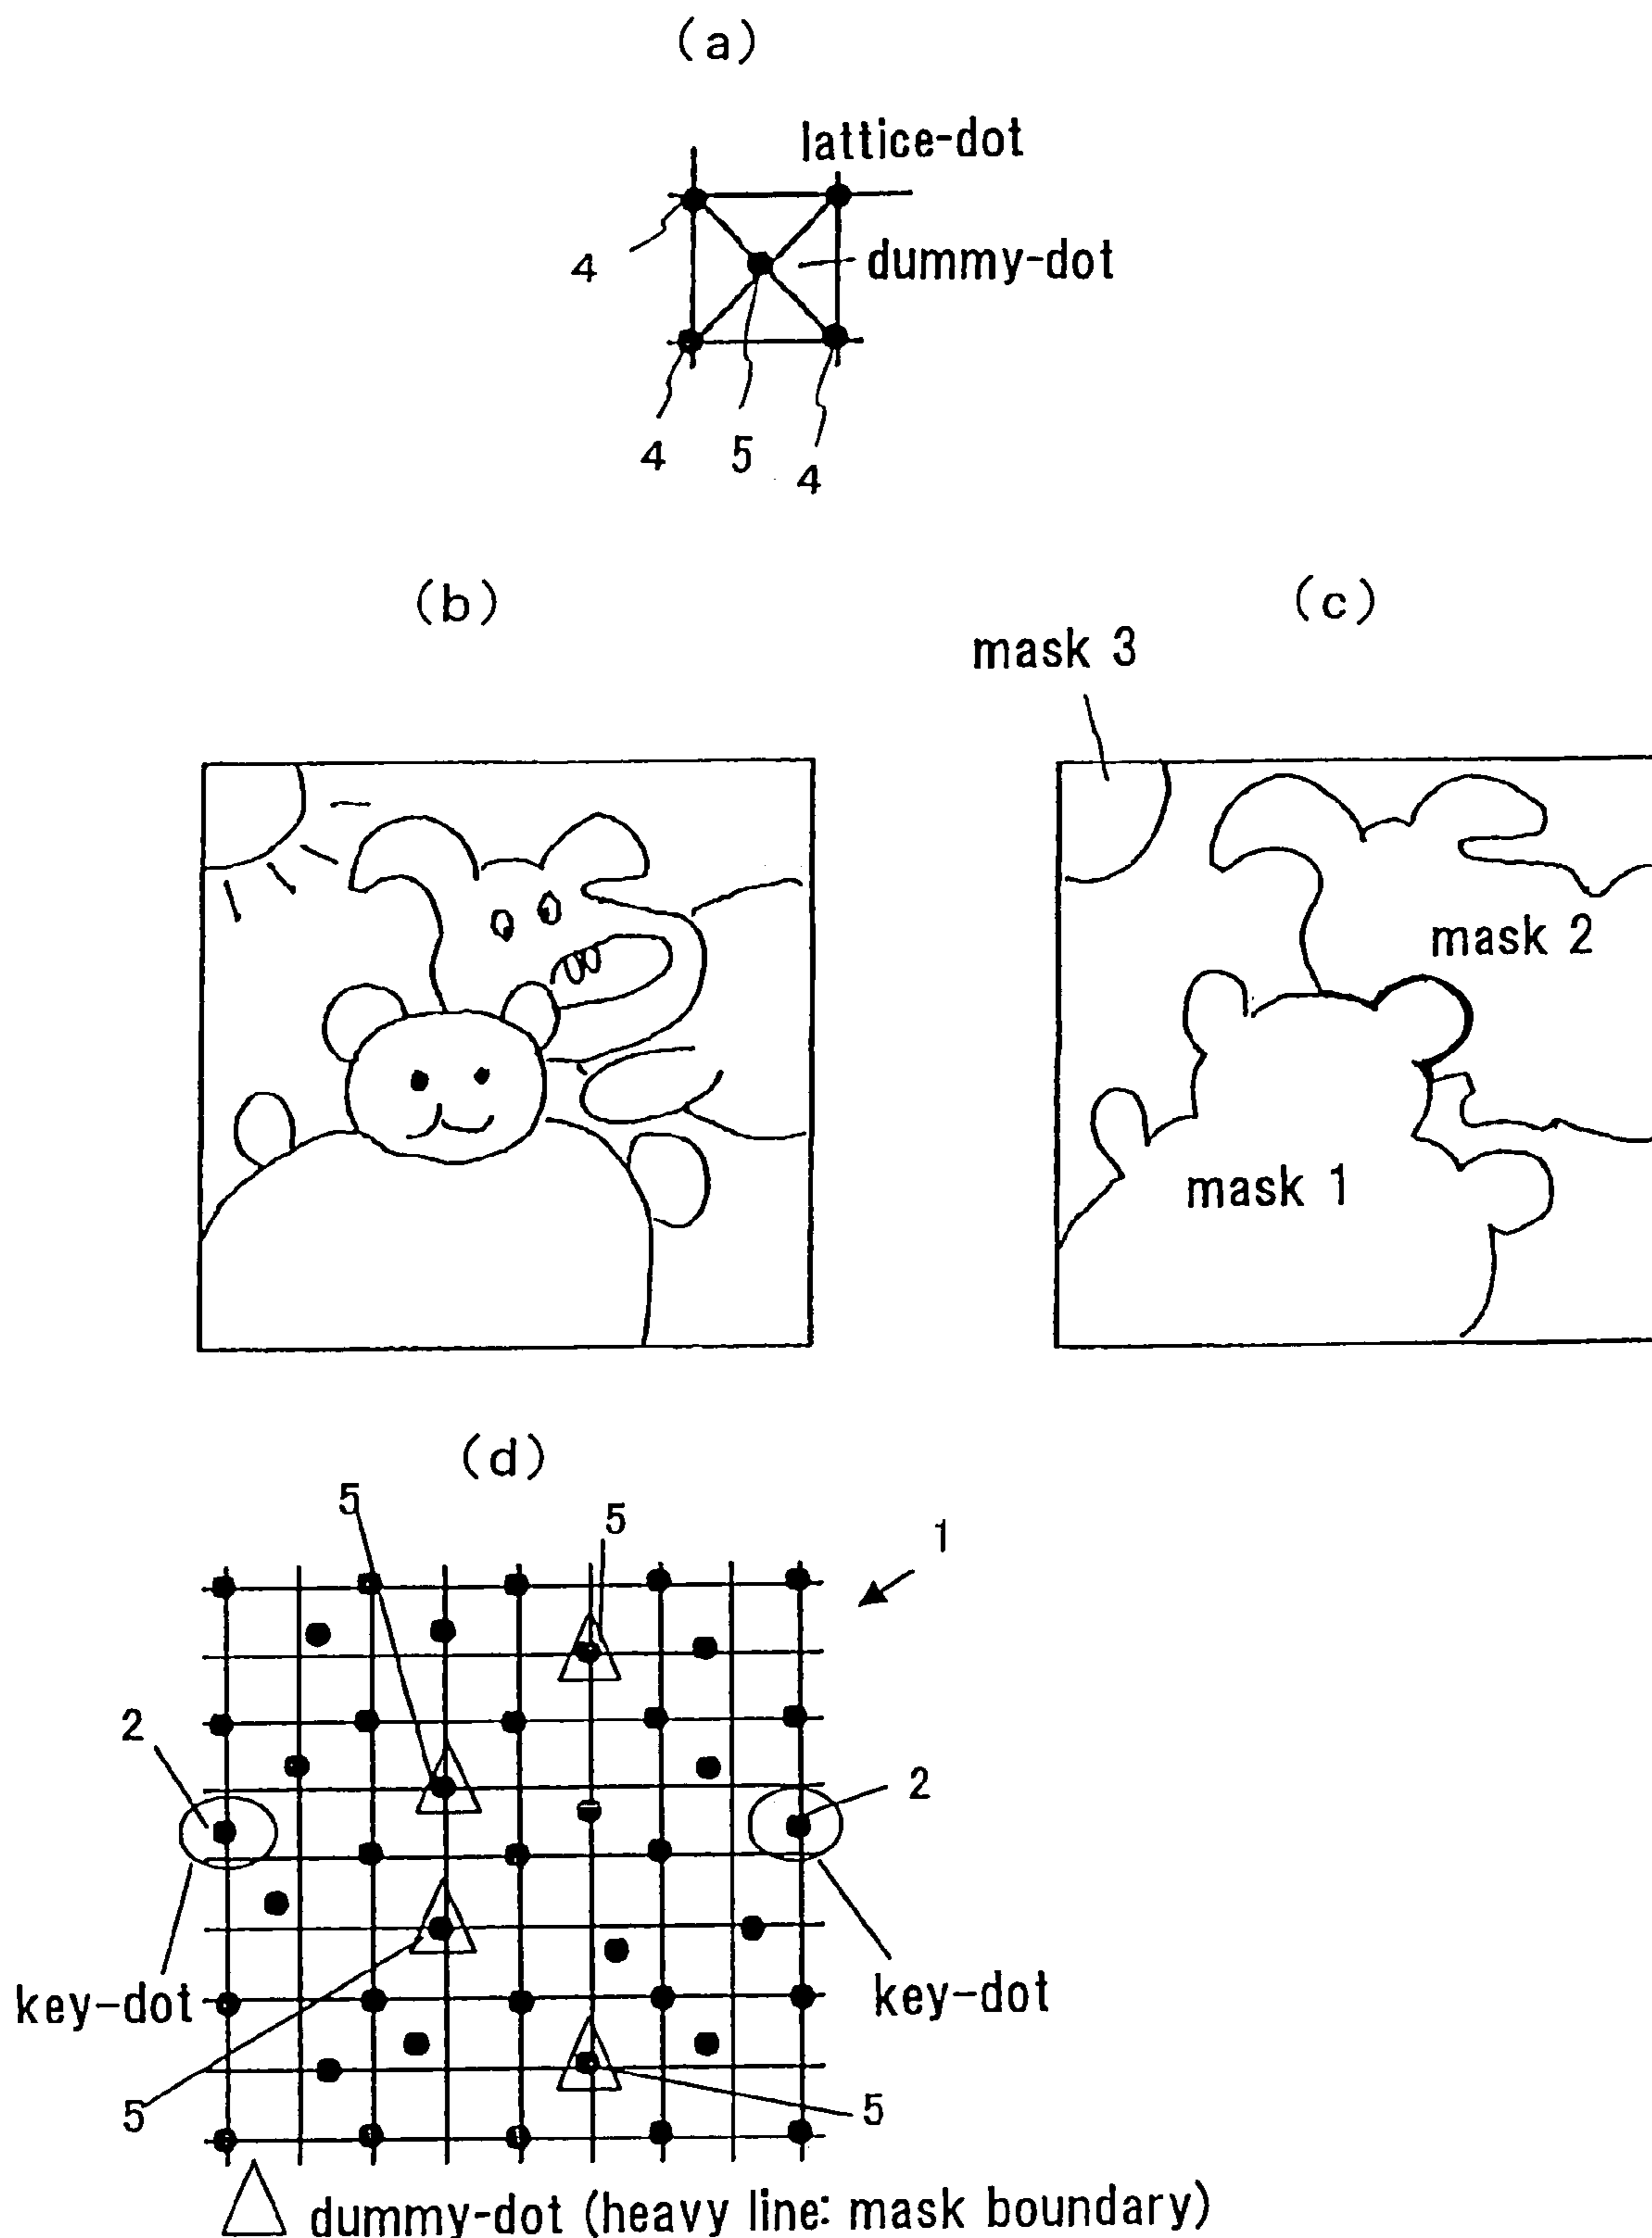 (a)
lattice-dot
4
dummy-dot
4
5
4
(b)
(c)
mask 3
mask 2
mask 1
(d)
5
5
1
2
2
key-dot
key-dot
5
5
dummy-dot (heavy line: mask boundary)